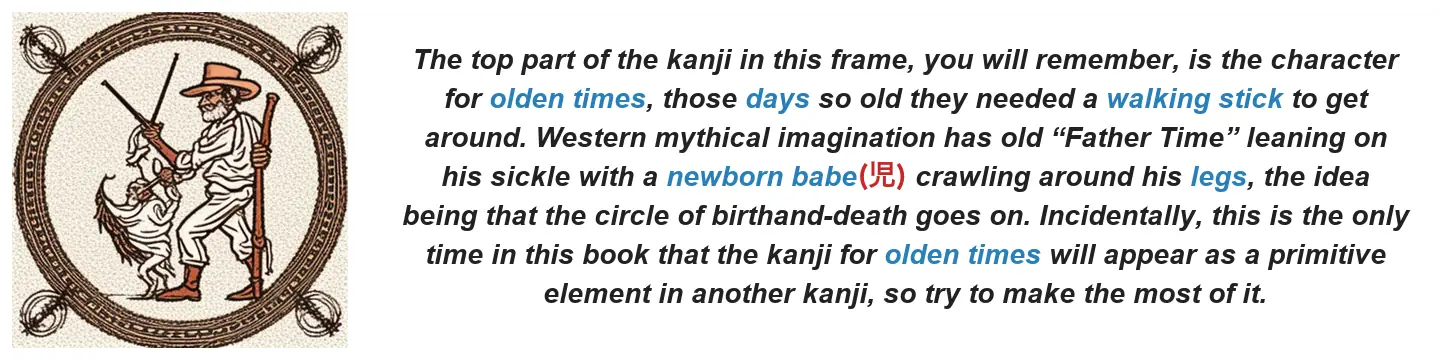 The top part of the kanji in this frame, you will remember, is the character
for olden times, those days so old they needed a walking stick to get
around. Western mythical imagination has old “Father Time” leaning on
his sickle with a newborn babe(児) crawling around his legs, the idea
being that the circle of birthand-death goes on. Incidentally, this is the only
time in this book that the kanji for olden times will appear as a primitive
element in another kanji, so try to make the most of it.